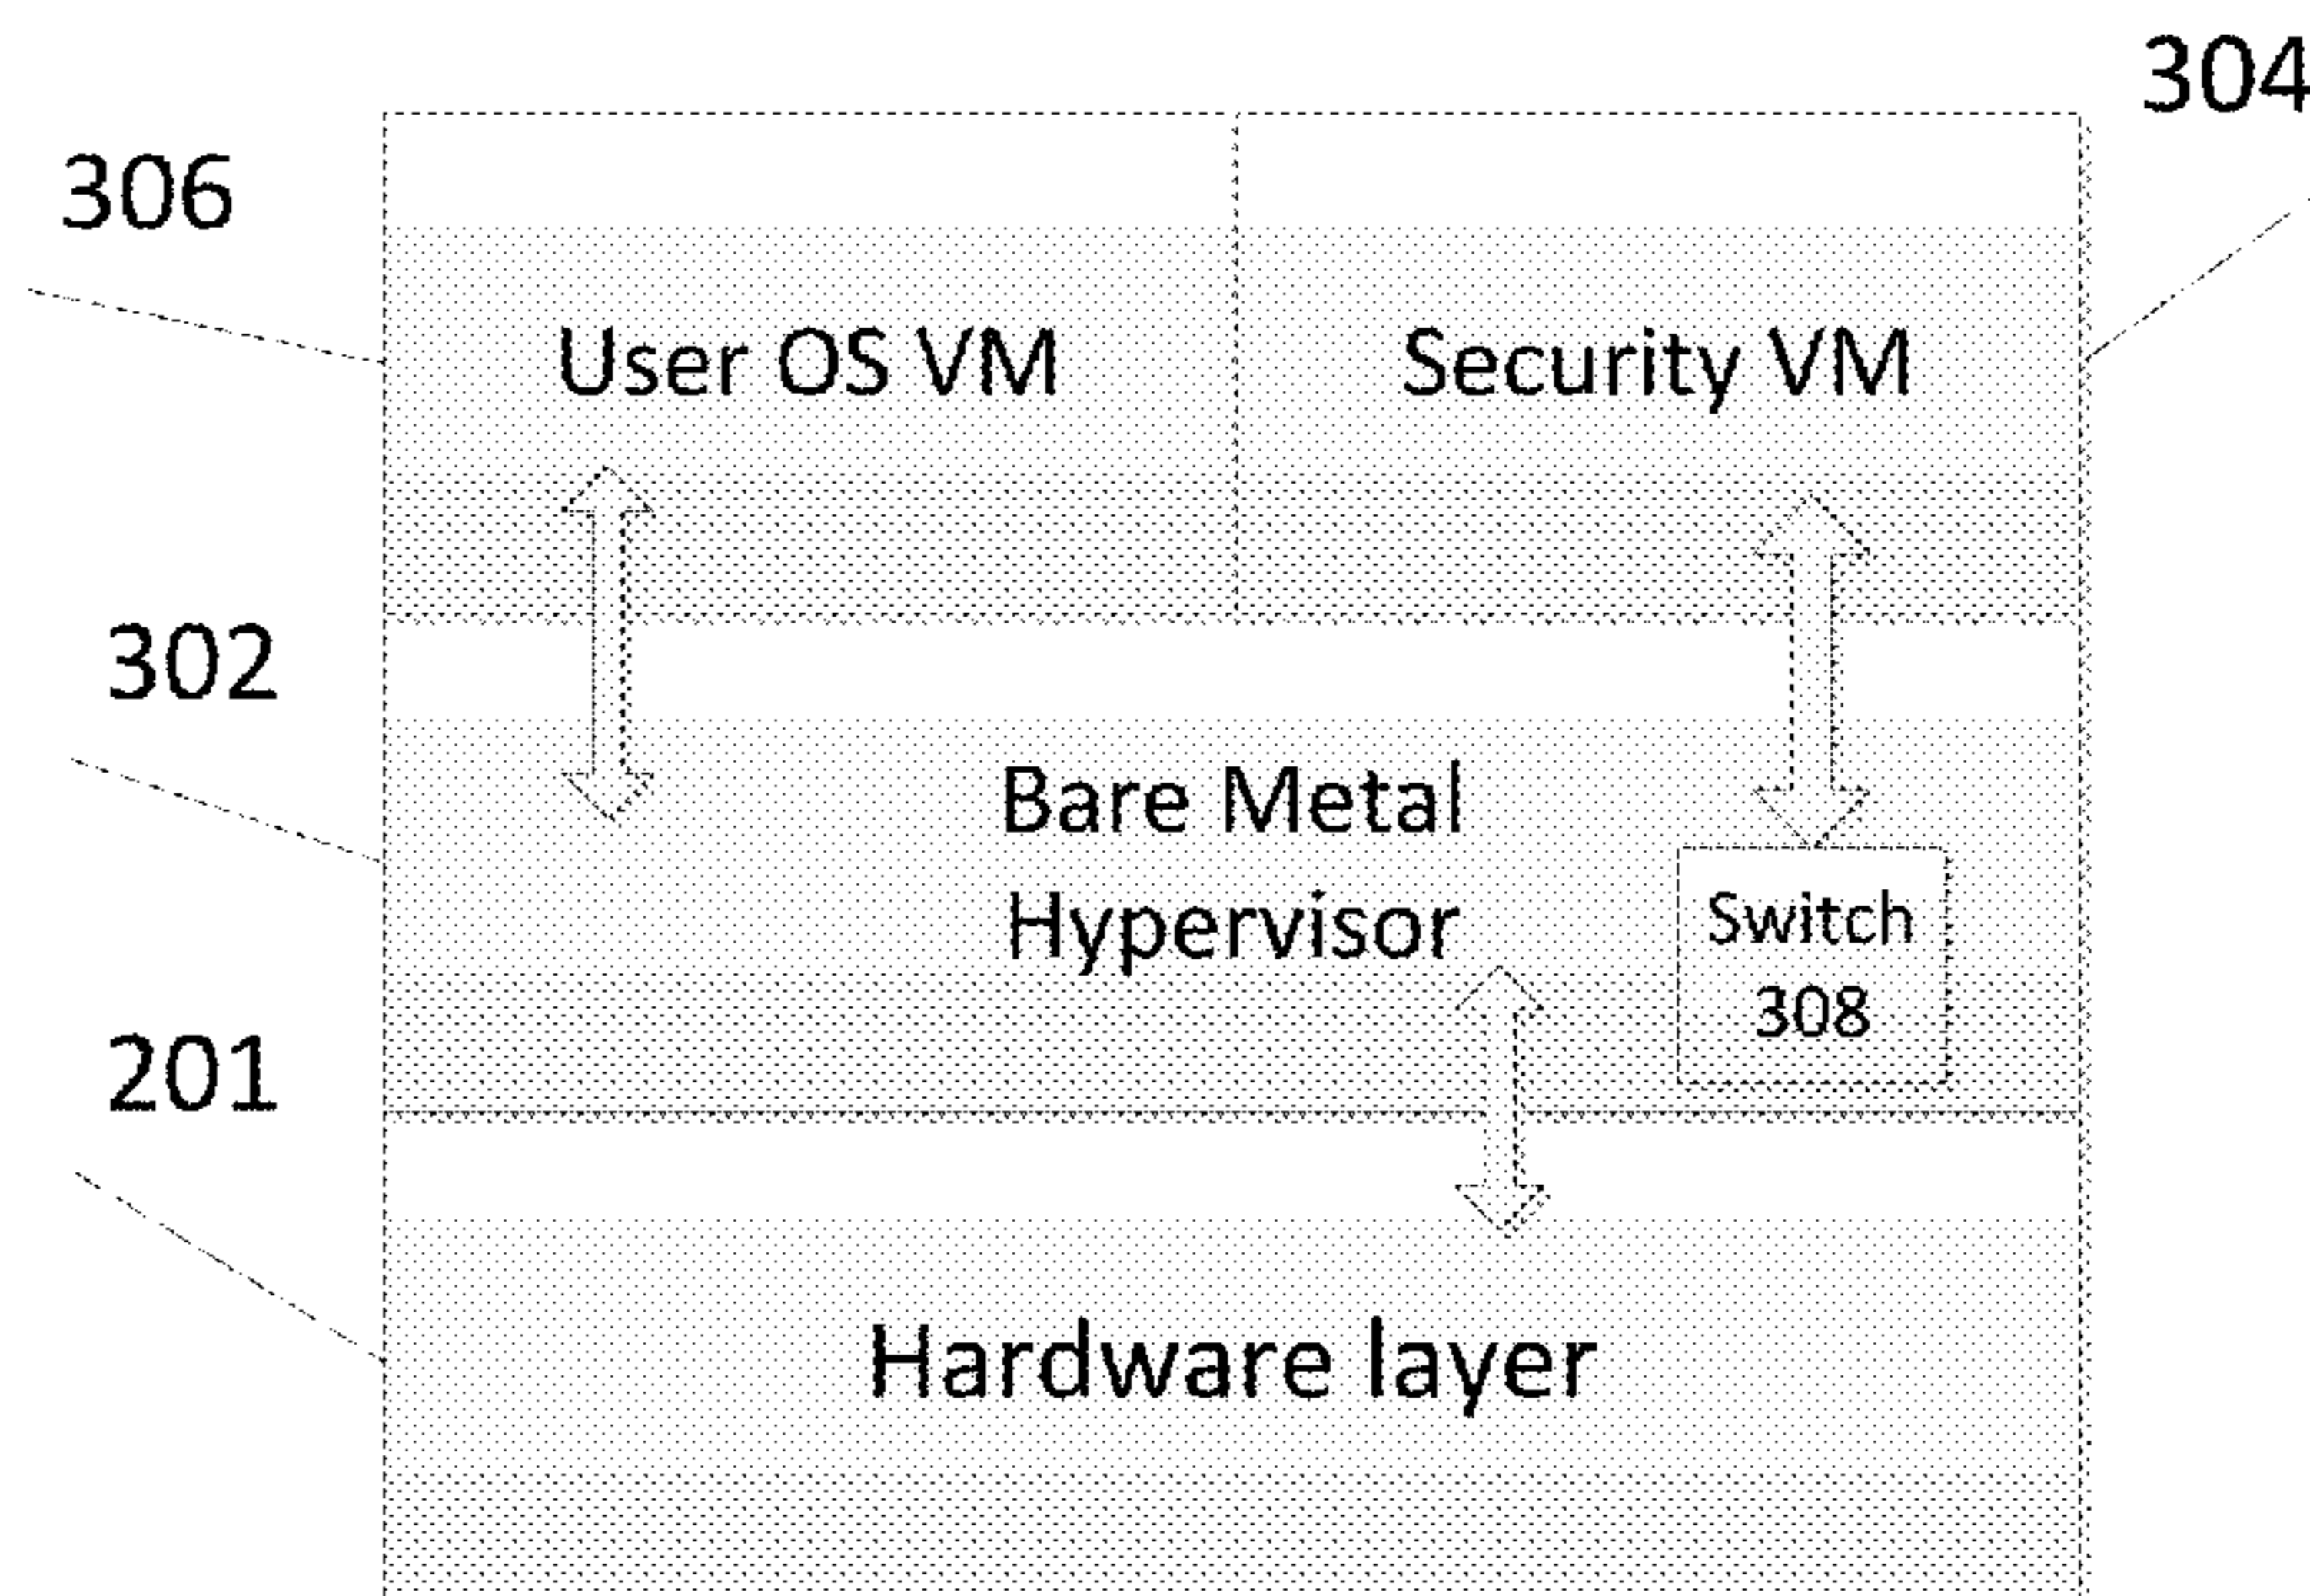 304
306
User OS VM
Security VM
302
Bare Metal
Hypervisor
Switch
308
201
Hardware layer